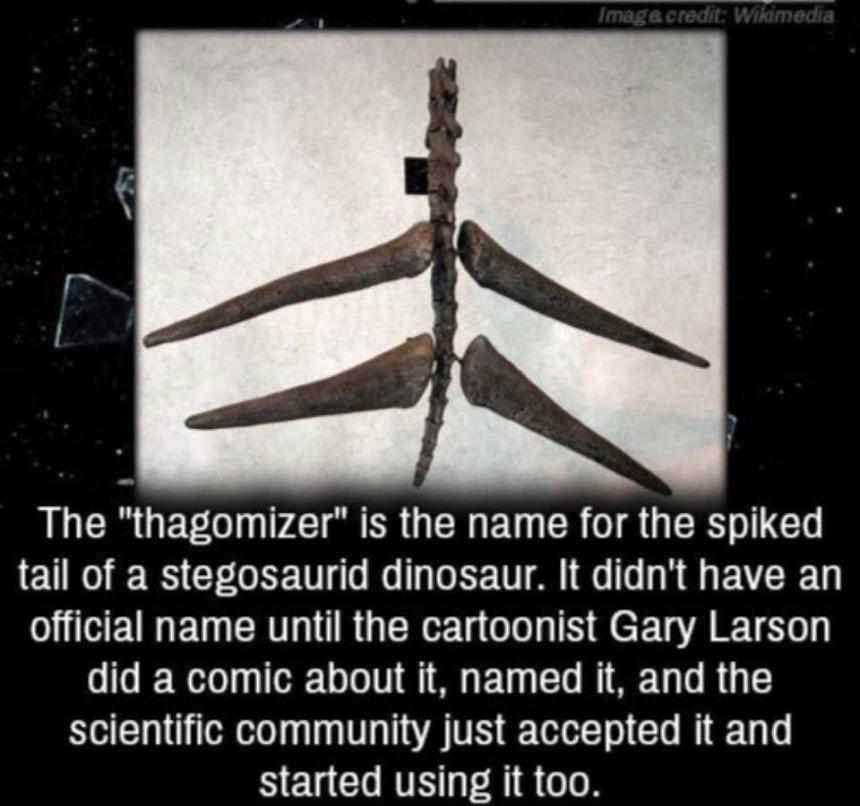 Image credit: Wikimedia
The "thagomizer" is the name for the spiked
tail of a stegosaurid dinosaur. It didn't have an
official name until the cartoonist Gary Larson
did a comic about it, named it, and the
scientific community just accepted it and
started using it too.